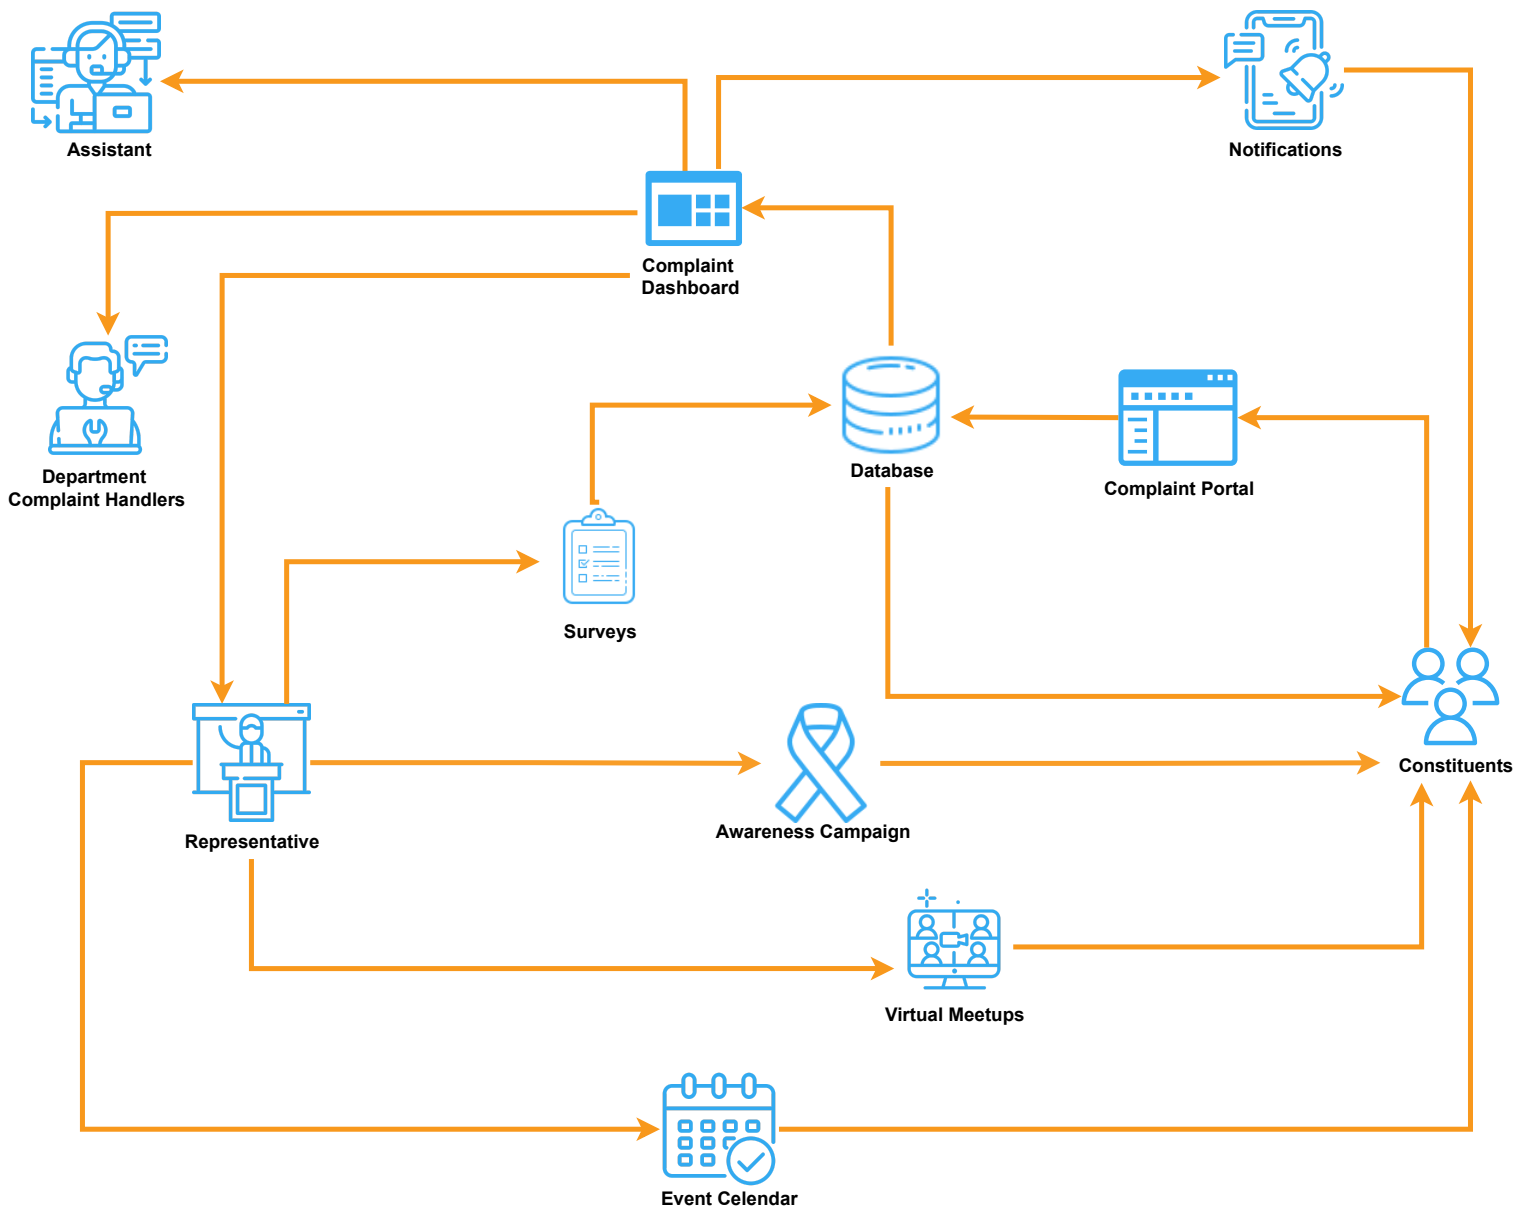 Assistant
Notifications
Complaint
Dashboard
Department
Complaint Handlers
Database
Complaint Portal
Surveys
Constituents
Representative
Awareness Campaign
Virtual Meetups
Event Celendar